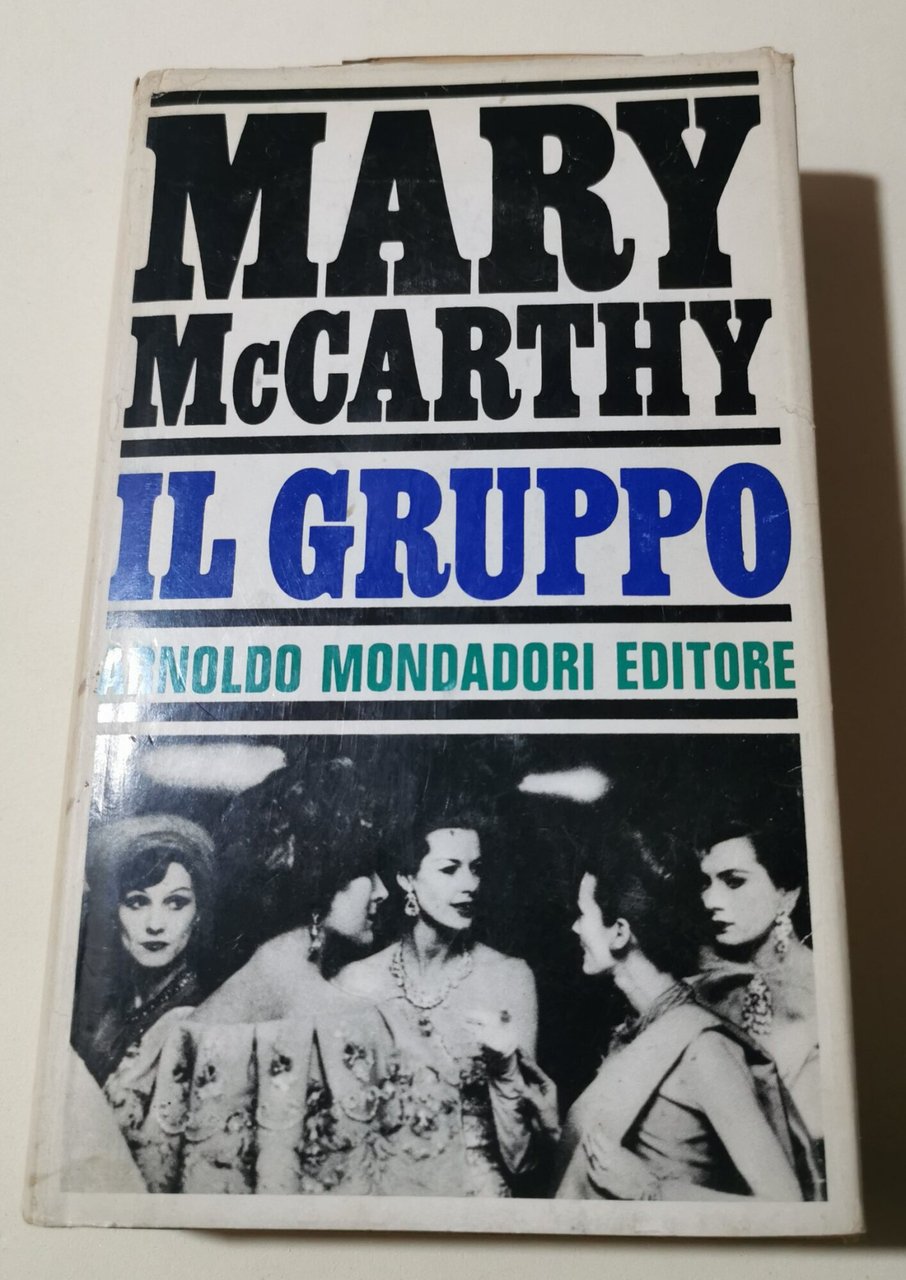 MARY
McCARTHY
IL GRUPPO
ARNOLDO MONDADORI EDITORE